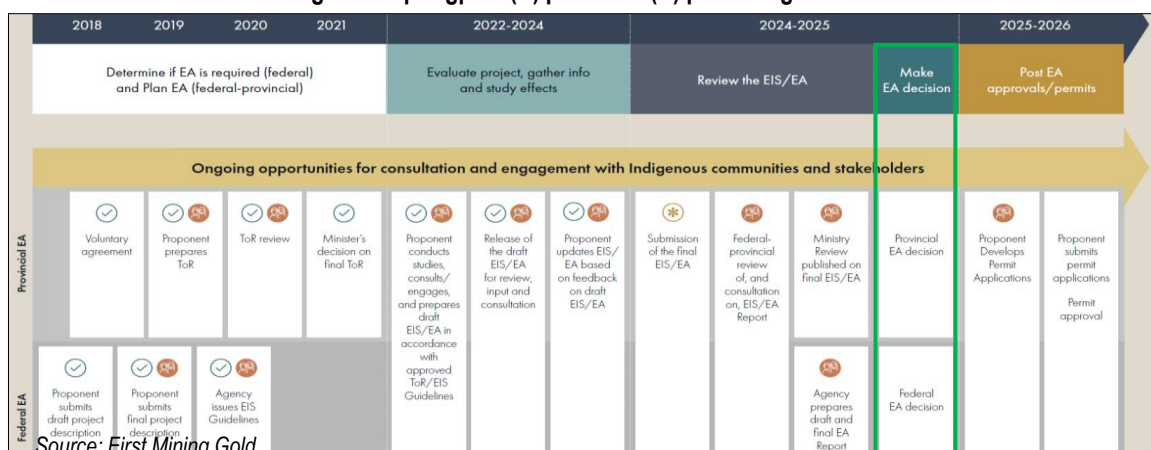 2018 2019 2020 2021 2022-2024 2024-2025 2025-2026
Determine if EA is required (federal)
and Plan EA (federal-provincial)
Evaluate project, gather info
and study effects
Review the EIS/EA
Make
EA decision
Post EA
approvals/permits
Ongoing opportunities for consultation and engagement with Indigenous communities and stakeholders
Provincial EA
Voluntary
agreement
Proponent
prepares
ToR
ToR review
Minister's
decision on
final ToR
Proponent
conducts
studies,
consults/
engages,
and prepares
draft
EIS/EA in
accordance
with
approved
ToR/EIS
Guidelines
Release of
the draft
EIS/EA
for review,
input and
consultation
Proponent
updates EIS/
EA based
on feedback
on draft
EIS/EA
Submission
of the final
EIS/EA
Federal-
provincial
review
of, and
consultation
on, EIS/EA
Report
Ministry
Review
published on
final EIS/EA
Provincial
EA decision
Proponent
Develops
Permit
Applications
Proponent
submits
permit
applications
Permit
approval
Federal EA
Proponent
submits
draft project
description
Proponent
submits
final project
description
Agency
issues EIS
Guidelines
Agency
prepares
draft and
final EA
Report
Federal
EA decision
Source: First Mining Gold